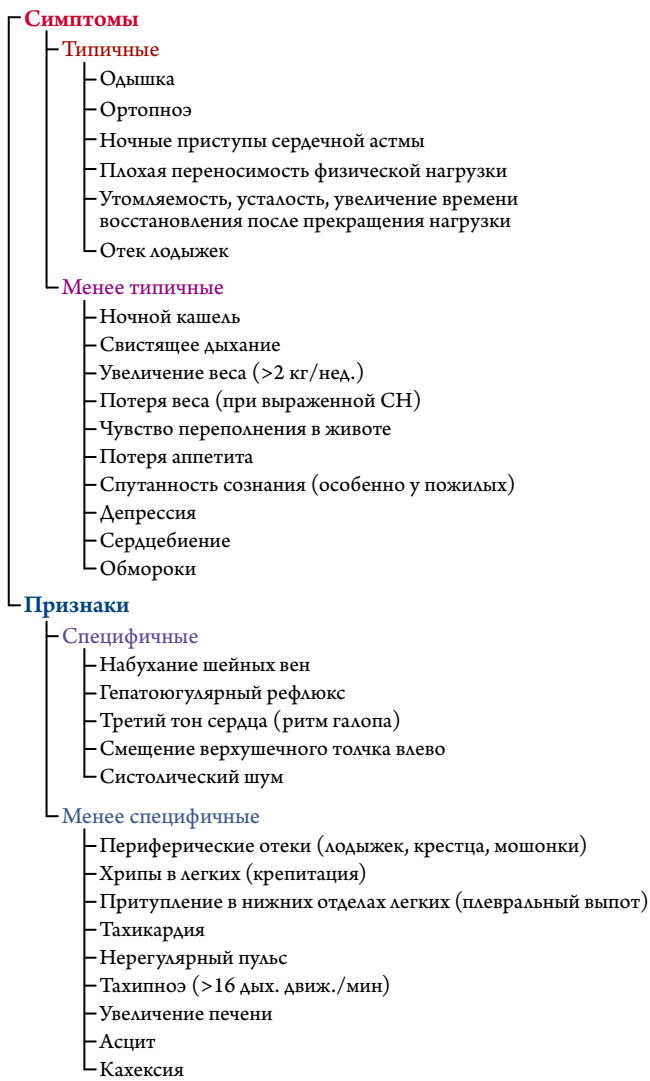 Симптомы
Типичные
Одышка
Ортопноэ
Ночные приступы сердечной астмы
Плохая переносимость физической нагрузки
Утомляемость, усталость, увеличение времени
восстановления после прекращения нагрузки
Отек лодыжек
Менее типичные
Ночной кашель
Свистящее дыхание
Увеличение веса (>2 кг/нед.)
Потеря веса (при выраженной СН)
Чувство переполнения в животе
Потеря аппетита
Спутанность сознания (особенно у пожилых)
Депрессия
Сердцебиение
Обмороки
Признаки
Специфичные
Набухание шейных вен
Гепатоюгулярный рефлюкс
Третий тон сердца (ритм галопа)
Смещение верхушечного толчка влево
Систолический шум
Менее специфичные
Периферические отеки (лодыжек, крестца, мошонки)
Хрипы в легких (крепитация)
Притупление в нижних отделах легких (плевральный выпот)
Тахикардия
Нерегулярный пульс
Тахипноэ (>16 дых. движ./мин)
Увеличение печени
Асцит
Кахексия